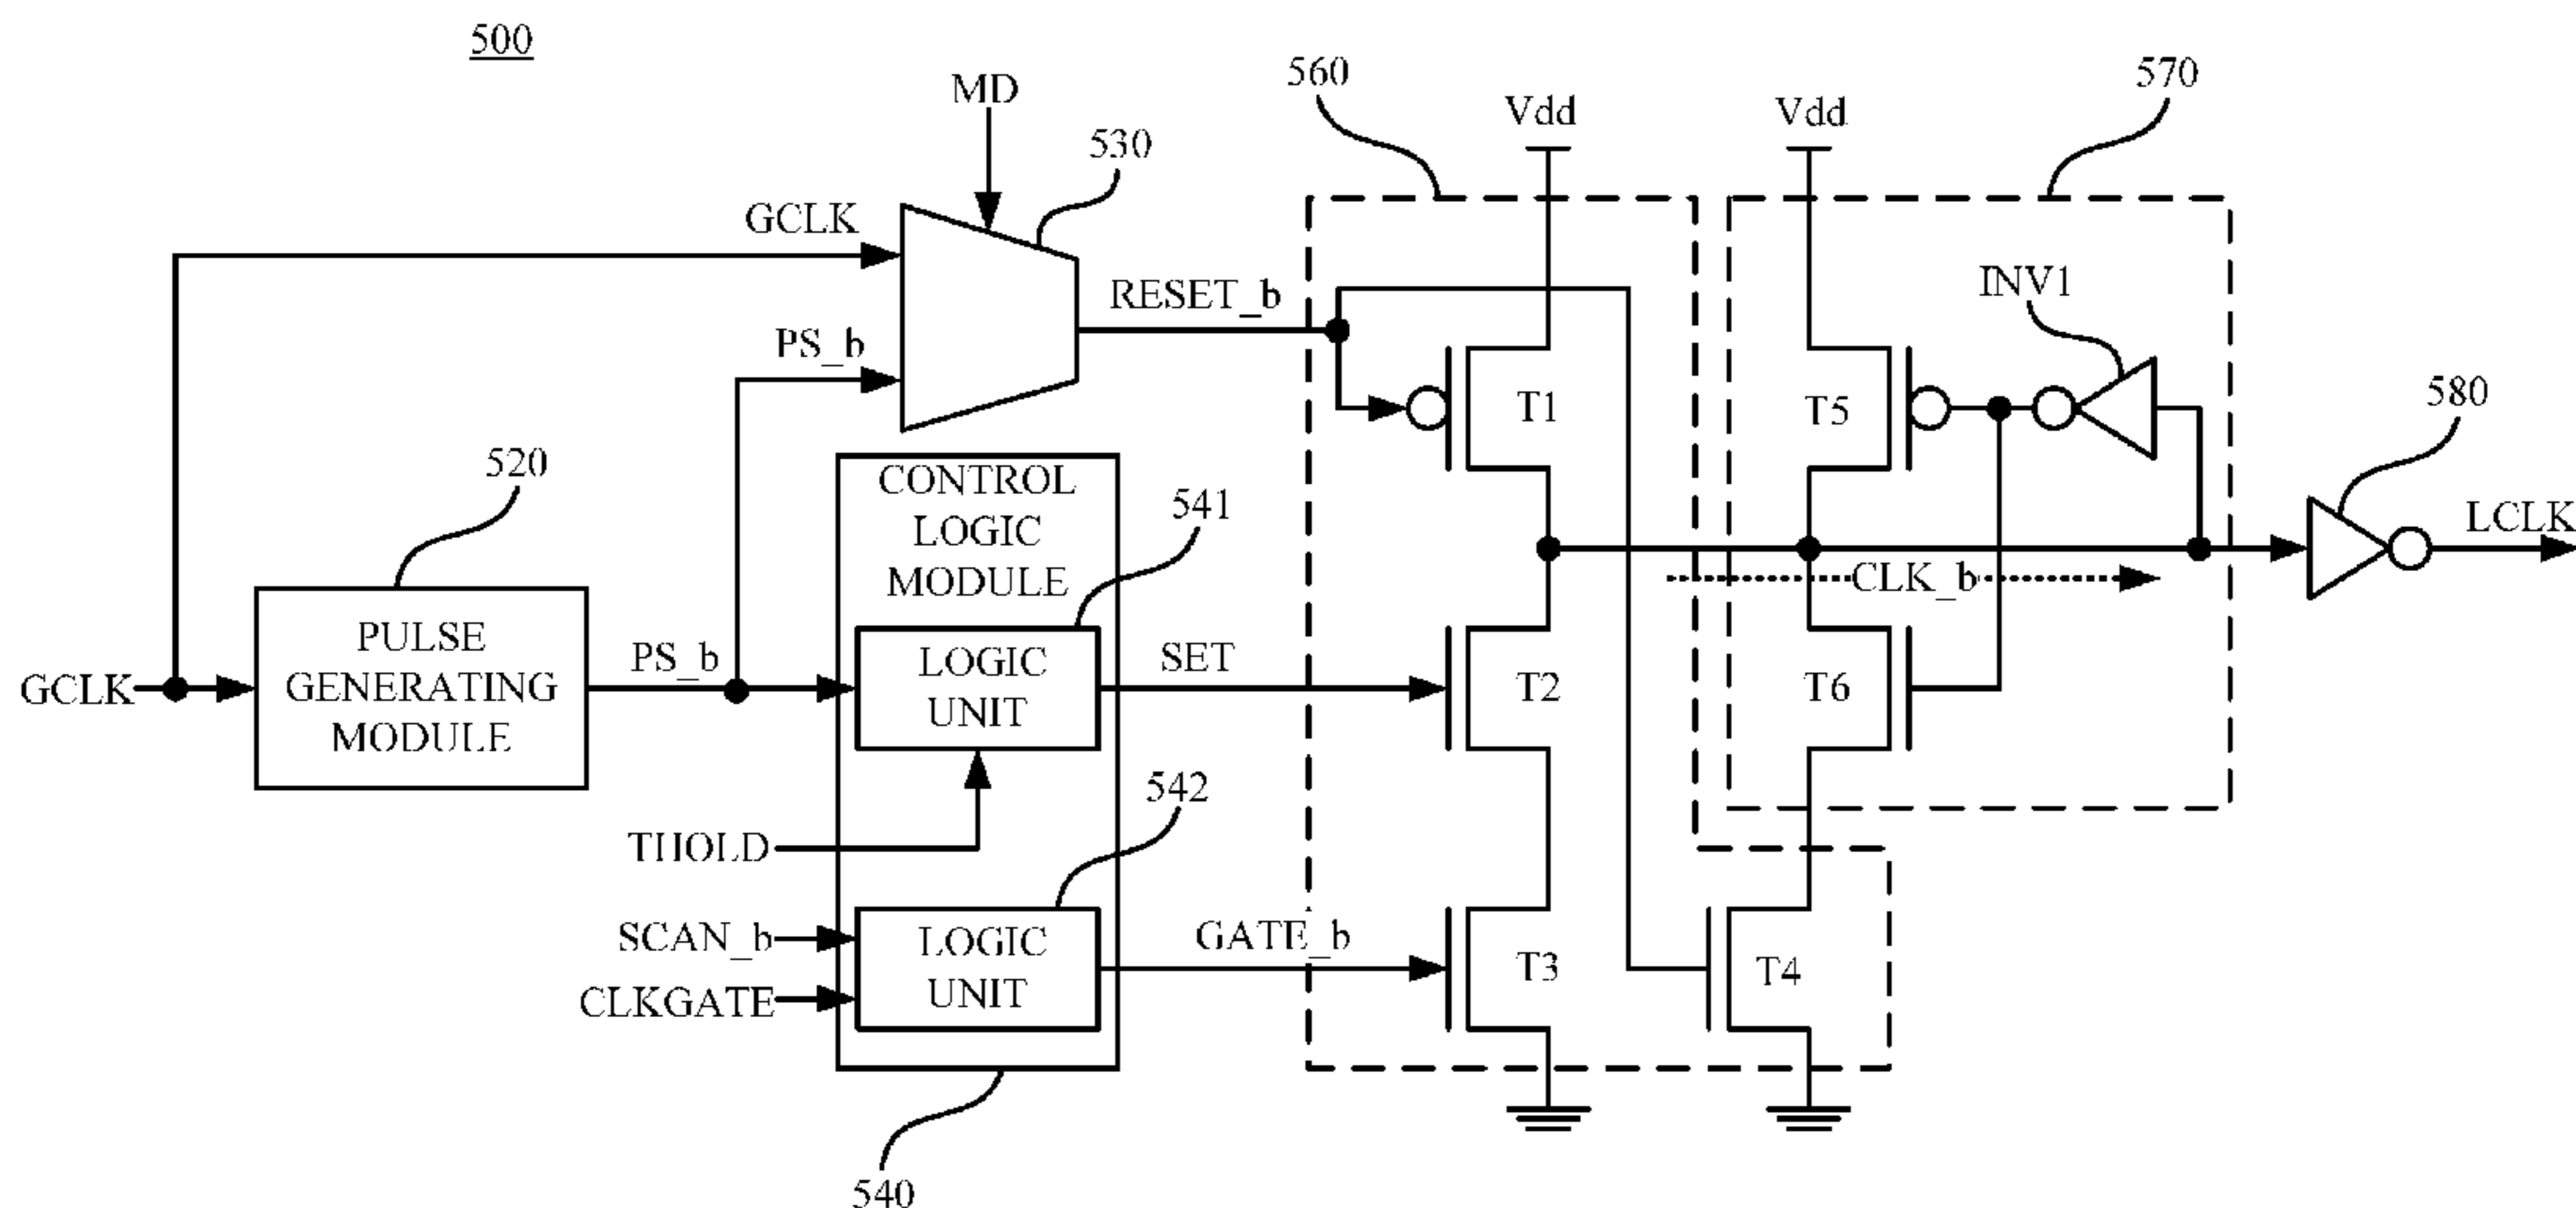 500
560
570
MD
Vdd
Vdd
530
GCLK
INV1
RESET_b
PS_b
T1
T5
580
520
CONTROL
LOGIC
MODULE
541
LCLK
CLK_b
PULSE
GENERATING
MODULE
GCLK
PS_b
LOGIC
UNIT
SET
T2
T6
542
THOLD
SCAN_b
CLKGATE
LOGIC
UNIT
GATE_b
T3
T4
540